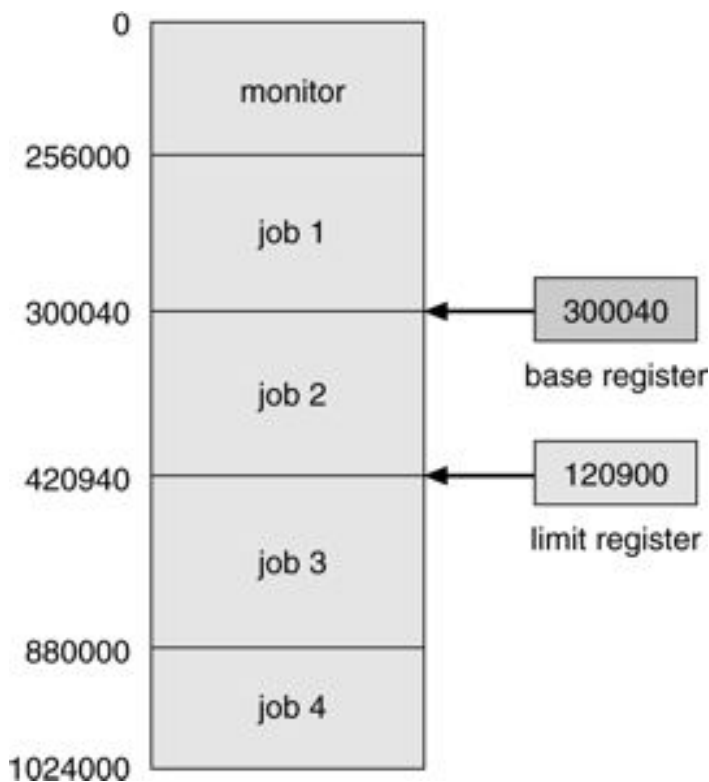 0
monitor
256000
job 1
300040
300040
base register
job 2
420940
120900
limit register
job 3
880000
job 4
1024000